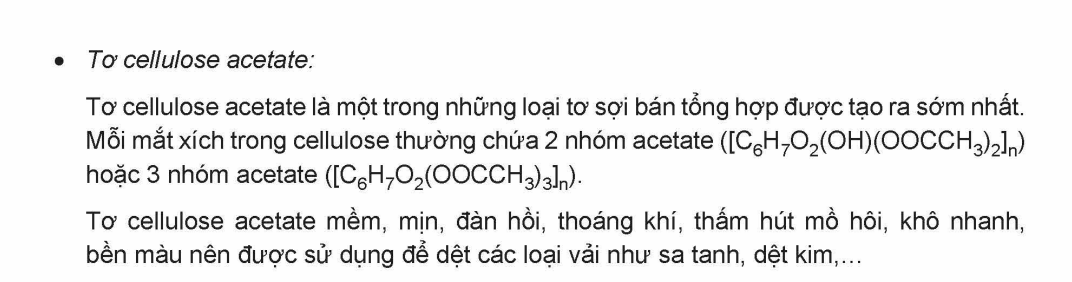 • Tơ cellulose acetate:
Tơ cellulose acetate là một trong những loại tơ sợi bán tổng hợp được tạo ra sớm nhất.
Mỗi mắt xích trong cellulose thường chứa 2 nhóm acetate ([C₆H₇O₂(OH)(OOCCH₃)₂]ₙ)
hoặc 3 nhóm acetate ([C₆H₇O₂(OOCCH₃)₃]ₙ).
Tơ cellulose acetate mềm, mịn, đàn hồi, thoáng khí, thấm hút mồ hôi, khô nhanh,
bền màu nên được sử dụng để dệt các loại vải như sa tanh, dệt kim,...